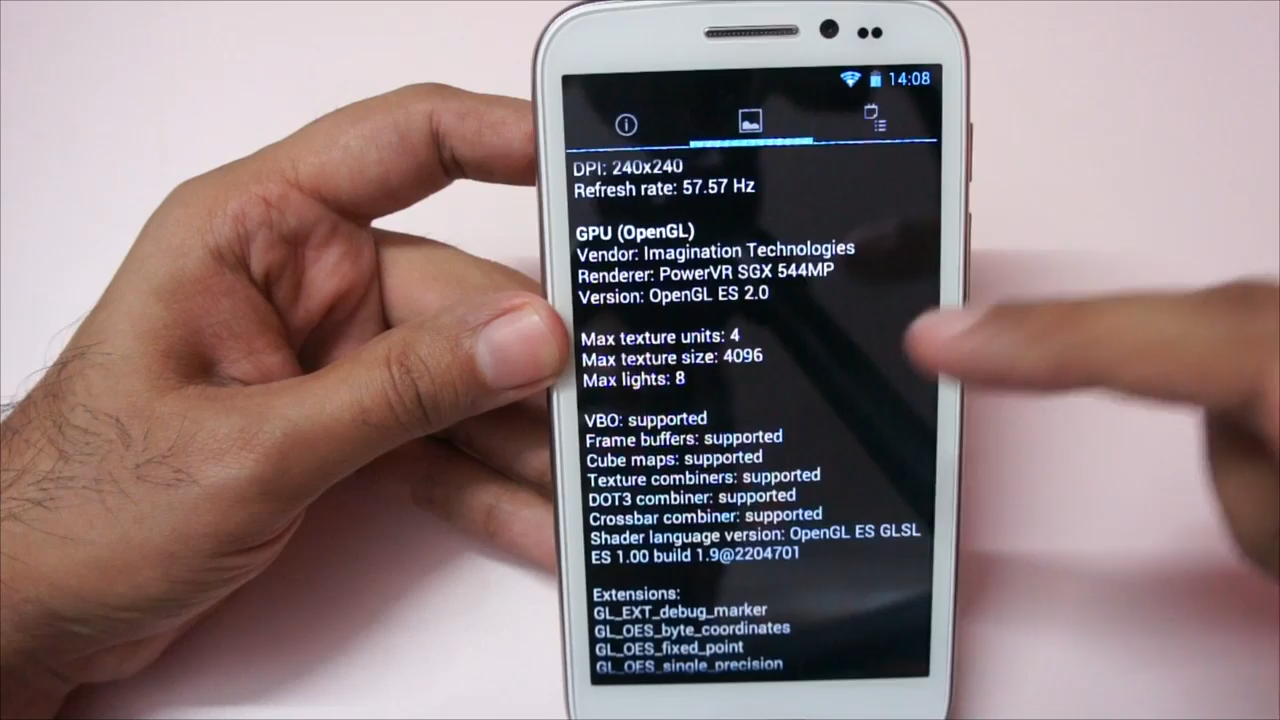 14:08
DPI: 240x240
Refresh rate: 57.57 Hz
GPU (OpenGL)
Vendor: Imagination Technologies
Renderer: PowerVR SGX 544MP
Version: OpenGL ES 2.0
Max texture units: 4
Max texture size: 4096
Max lights: 8
VBO: supported
Frame buffers: supported
Cube maps: supported
Texture combiners: supported
DOT3 combiner: supported
Crossbar combiner: supported
Shader language version: OpenGL ES GLSL
ES 1.00 build 1.9@2204701
Extensions:
GL_EXT_debug_marker
GL_OES_byte_coordinates
GL_OES_fixed_point
GL_OES_single_precision